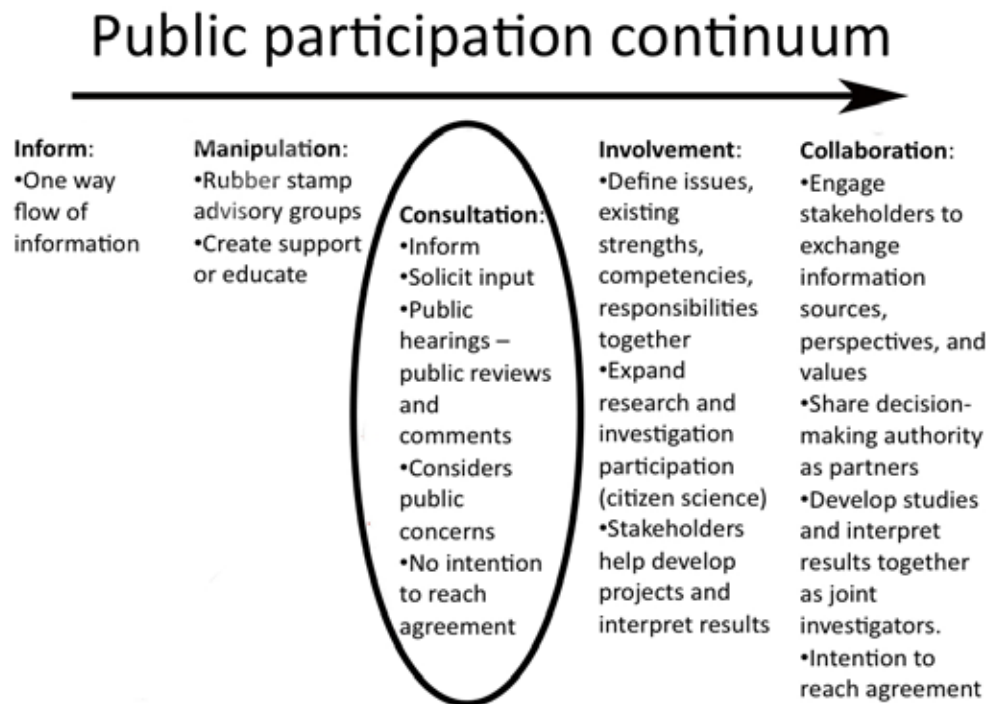 Public participation continuum
Inform:
•One way
flow of
information
Manipulation:
•Rubber stamp
advisory groups
•Create support
or educate
Consultation:
•Inform
•Solicit input
•Public
hearings –
public reviews
and
comments
•Considers
public
concerns
•No intention
to reach
agreement
Involvement:
•Define issues,
existing
strengths,
competencies,
responsibilities
together
•Expand
research and
investigation
participation
(citizen science)
•Stakeholders
help develop
projects and
interpret results
Collaboration:
•Engage
stakeholders to
exchange
information
sources,
perspectives, and
values
•Share decision-
making authority
as partners
•Develop studies
and interpret
results together
as joint
investigators.
•Intention to
reach agreement